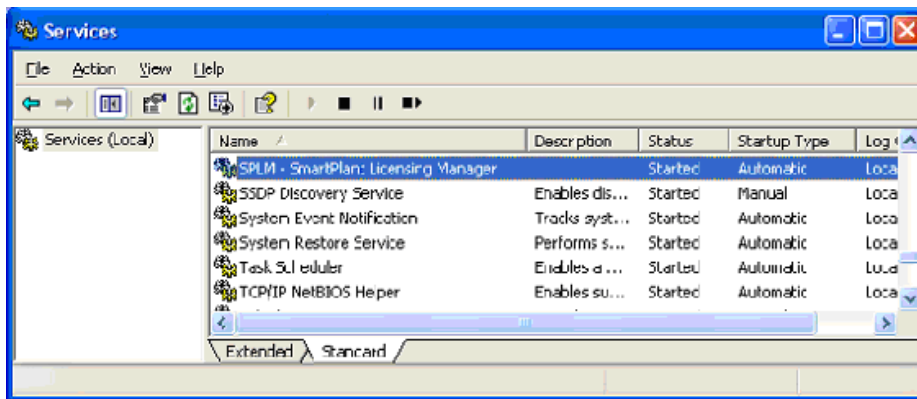 Services
File Action View Help
Services (Local)
Name Description Status Startup Type Log
SPLM - SmartPlant Licensing Manager Started Automatic Loca
SSDP Discovery Service Enables dis... Started Manual Loca
System Event Notification Tracks syst... Started Automatic Loca
System Restore Service Performs s... Started Automatic Loca
Task Scheduler Enables a ... Started Automatic Loca
TCP/IP NetBIOS Helper Enables su... Started Automatic Loca
Extended Standard